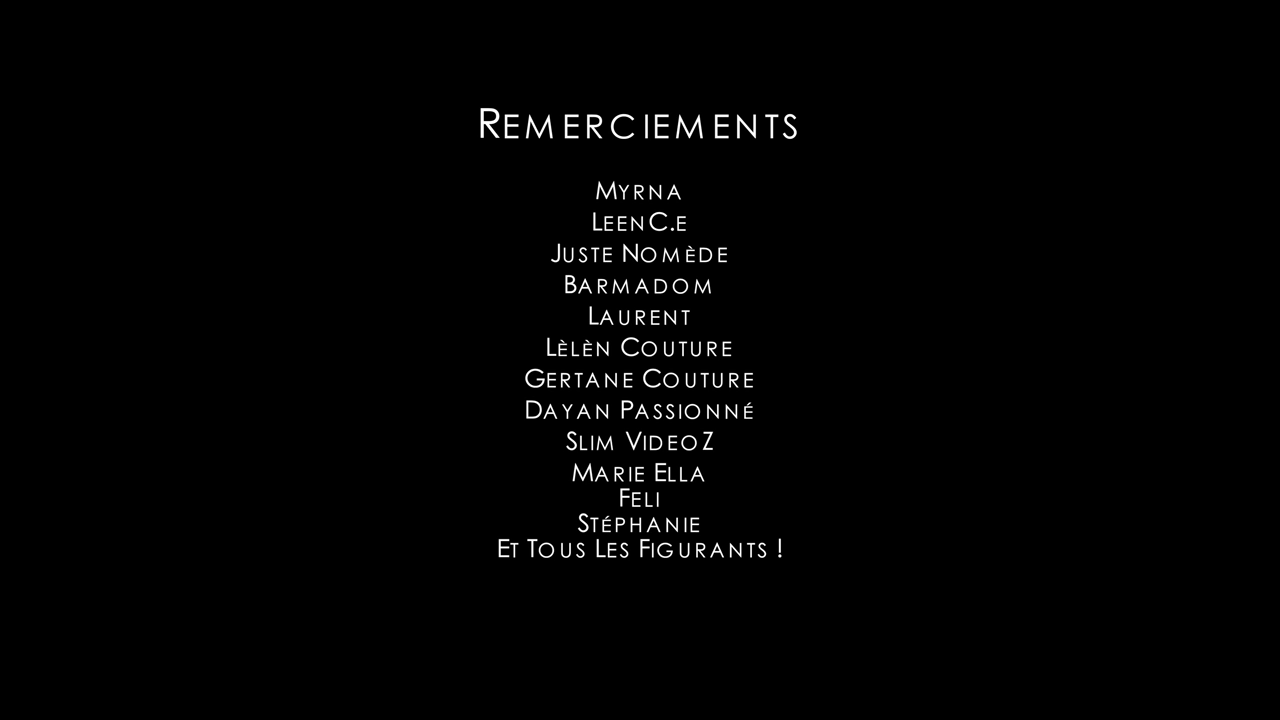 Remerciements
Myrna
LeenC.e
Juste Nomède
Barmadom
Laurent
Lèlèn Couture
Gertane Couture
Dayan Passionné
Slim VideoZ
Marie Ella
Feli
Stéphanie
Et Tous Les Figurants !